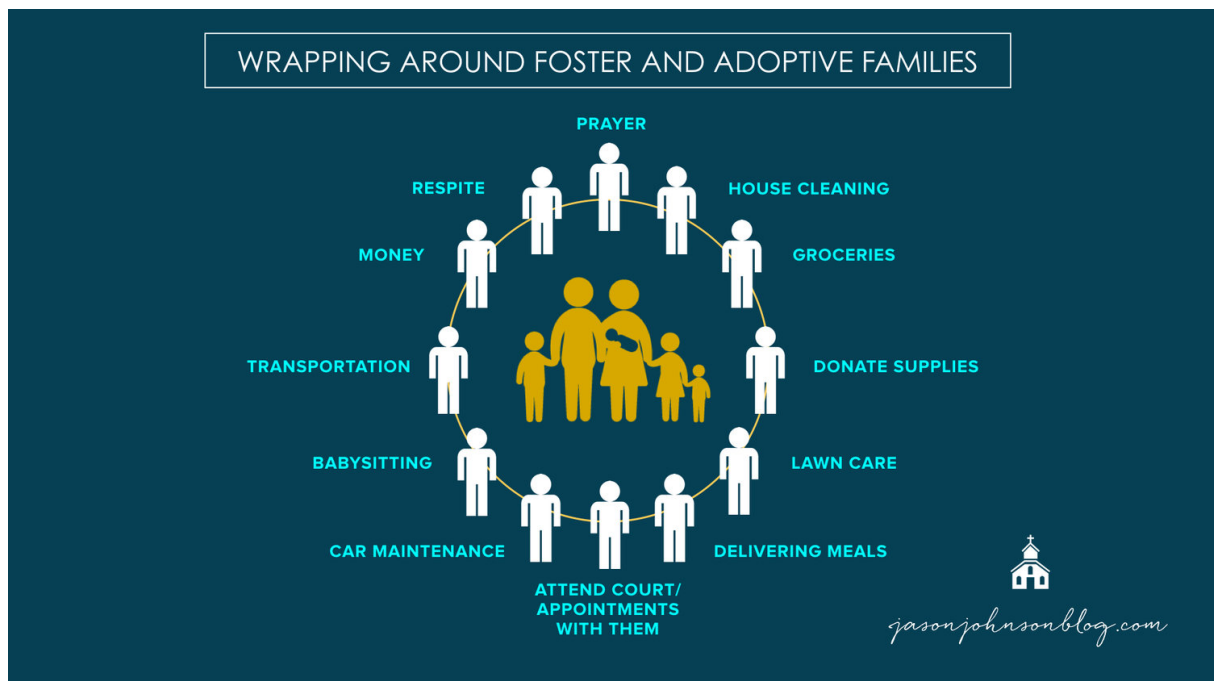 WRAPPING AROUND FOSTER AND ADOPTIVE FAMILIES
PRAYER
RESPITE
HOUSE CLEANING
MONEY
GROCERIES
TRANSPORTATION
DONATE SUPPLIES
BABYSITTING
LAWN CARE
CAR MAINTENANCE
DELIVERING MEALS
ATTEND COURT/
APPOINTMENTS
WITH THEM
jasonjohnsonblog.com